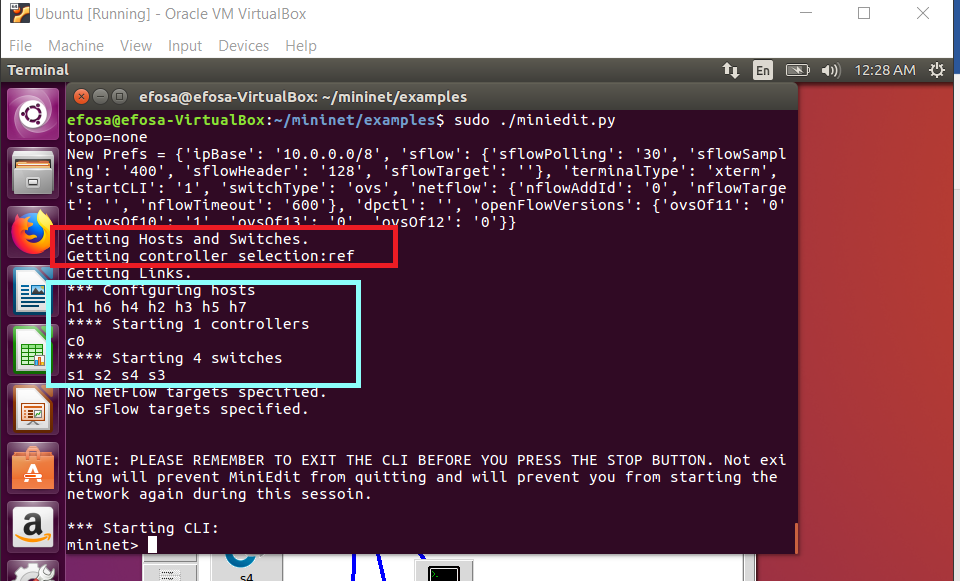 Ubuntu [Running] - Oracle VM VirtualBox
File Machine View Input Devices Help
Terminal En 12:28 AM
efosa@efosa-VirtualBox: ~/mininet/examples
efosa@efosa-VirtualBox:~/mininet/examples$ sudo ./miniedit.py
topo=none
New Prefs = {'ipBase': '10.0.0.0/8', 'sflow': {'sflowPolling': '30', 'sflowSampl
ing': '400', 'sflowHeader': '128', 'sflowTarget': ''}, 'terminalType': 'xterm',
'startCLI': '1', 'switchType': 'ovs', 'netflow': {'nflowAddId': '0', 'nflowTarge
t': '', 'nflowTimeout': '600'}, 'dpctl': '', 'openFlowVersions': {'ovsOf11': '0'
, 'ovsOf10': '1', 'ovsOf13': '0', 'ovsOf12': '0'}}
Getting Hosts and Switches.
Getting controller selection:ref
Getting Links.
*** Configuring hosts
h1 h6 h4 h2 h3 h5 h7
**** Starting 1 controllers
c0
**** Starting 4 switches
s1 s2 s4 s3
No NetFlow targets specified.
No sFlow targets specified.
NOTE: PLEASE REMEMBER TO EXIT THE CLI BEFORE YOU PRESS THE STOP BUTTON. Not exi
ting will prevent MiniEdit from quitting and will prevent you from starting the
network again during this sessoin.
*** Starting CLI:
mininet>
s4